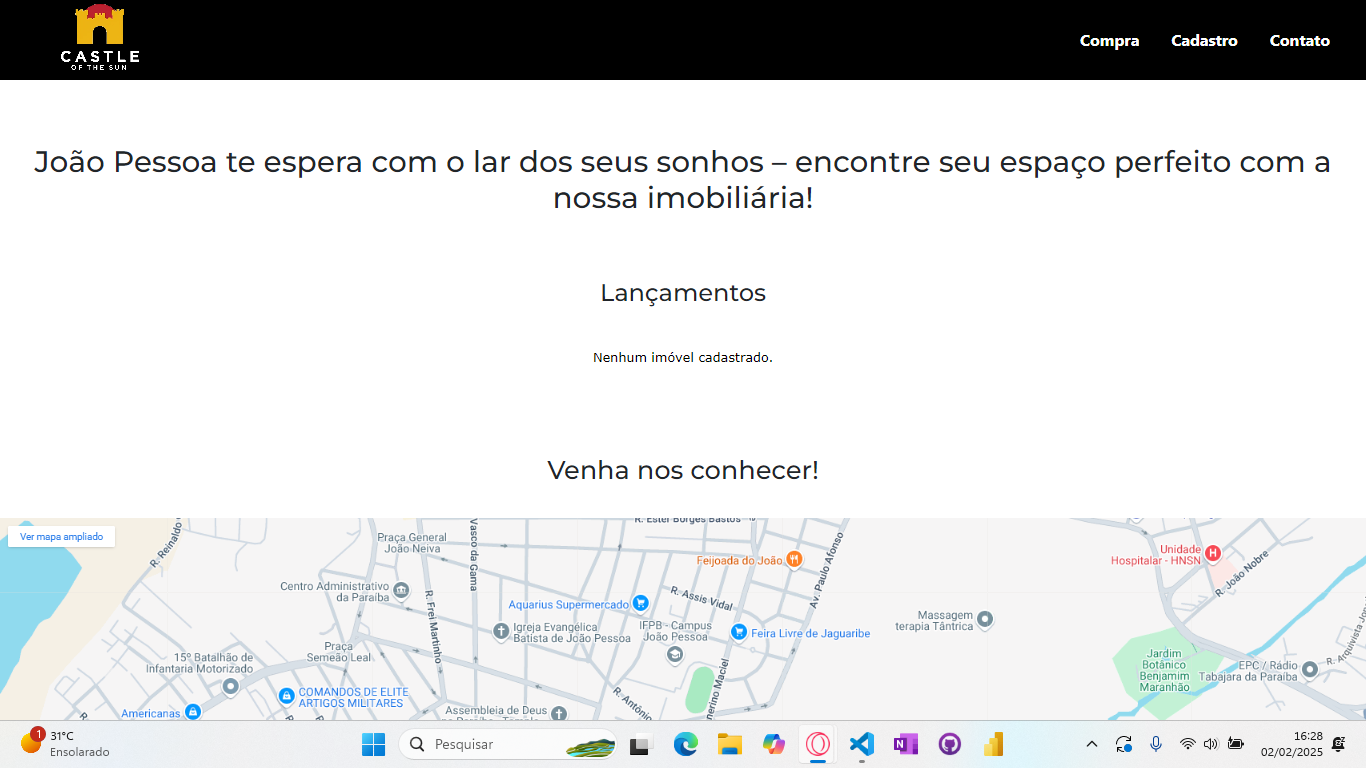 CASTLE
OF THE SUN
Compra
Cadastro
Contato
João Pessoa te espera com o lar dos seus sonhos – encontre seu espaço perfeito com a
nossa imobiliária!
Lançamentos
Nenhum imóvel cadastrado.
Venha nos conhecer!
Ver mapa ampliado
R. Reinaldo
Praça General
João Neiva
Vasco da Gama
R. Ester Borges Bastos
Feijoada do João
Av. Paulo Afonso
Unidade
Hospitalar - HNSN
R. João Nobre
Centro Administrativo
da Paraíba
R. Frei Martinho
Aquarius Supermercado
R. Assis Vidal
Igreja Evangélica
Batista de João Pessoa
IFPB - Campus
João Pessoa
Feira Livre de Jaguaribe
Massagem
terapia Tântrica
Praça
Semeão Leal
15º Batalhão de
Infantaria Motorizado
COMANDOS DE ELITE
ARTIGOS MILITARES
Americanas
Assembleia de Deus
R. Antônio
Maciel
Jardim
Botânico
Benjamim
Maranhão
EPC / Rádio
Tabajara da Paraíba
R. Arquivista
1
31°C
Ensolarado
Pesquisar
16:28
02/02/2025